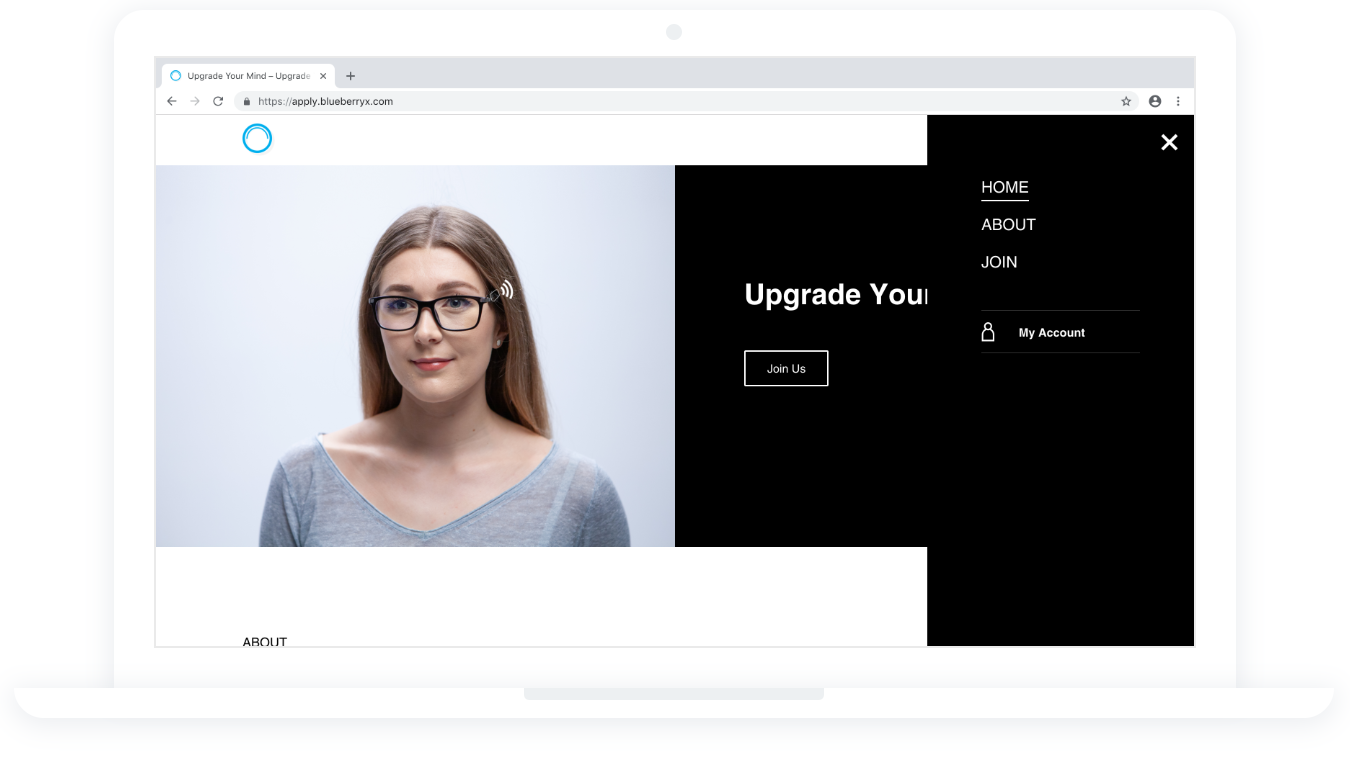 Upgrade Your Mind – Upgrade
https://apply.blueberryx.com
HOME
ABOUT
JOIN
Upgrade Your
My Account
Join Us
ABOUT